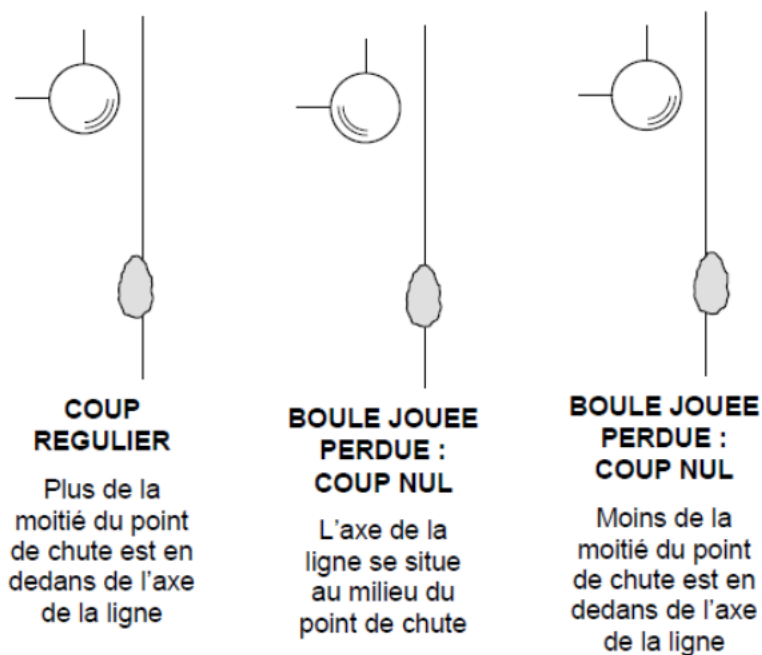 COUP
REGULIER
Plus de la
moitié du point
de chute est en
dedans de l'axe
de la ligne
BOULE JOUEE
PERDUE :
COUP NUL
L'axe de la
ligne se situe
au milieu du
point de chute
BOULE JOUEE
PERDUE :
COUP NUL
Moins de la
moitié du point
de chute est en
dedans de l'axe
de la ligne